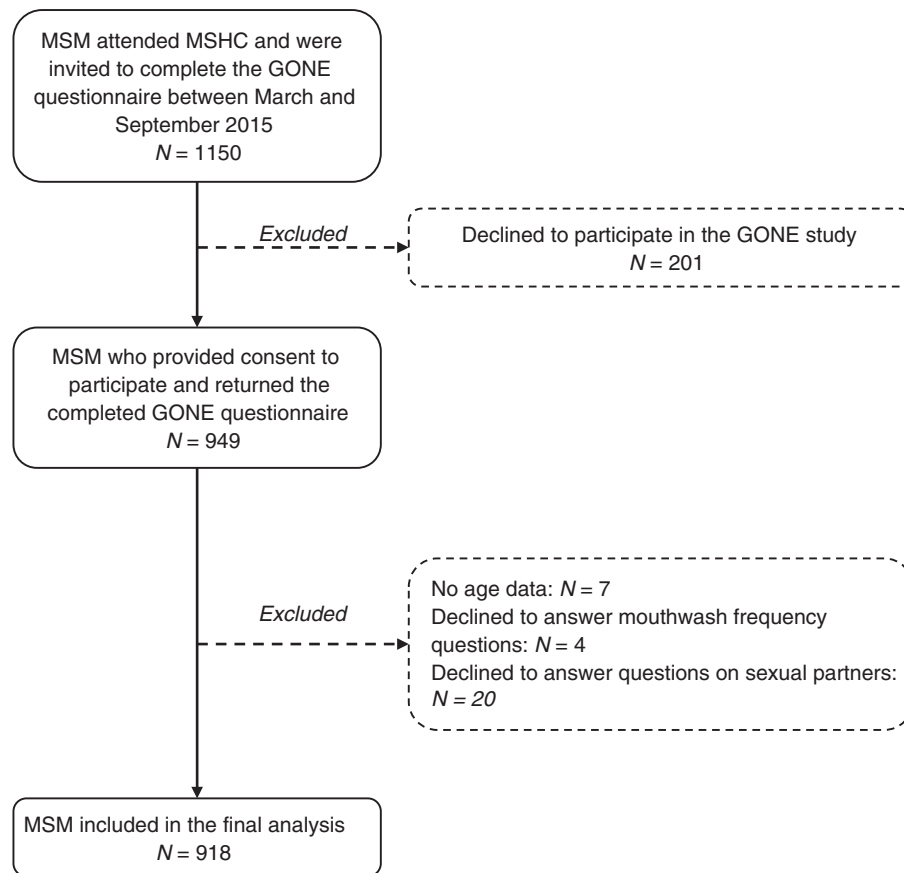 MSM attended MSHC and were
invited to complete the GONE
questionnaire between March and
September 2015
N = 1150
Excluded
Declined to participate in the GONE study
N = 201
MSM who provided consent to
participate and returned the
completed GONE questionnaire
N = 949
Excluded
No age data: N = 7
Declined to answer mouthwash frequency
questions: N = 4
Declined to answer questions on sexual partners:
N = 20
MSM included in the final analysis
N = 918